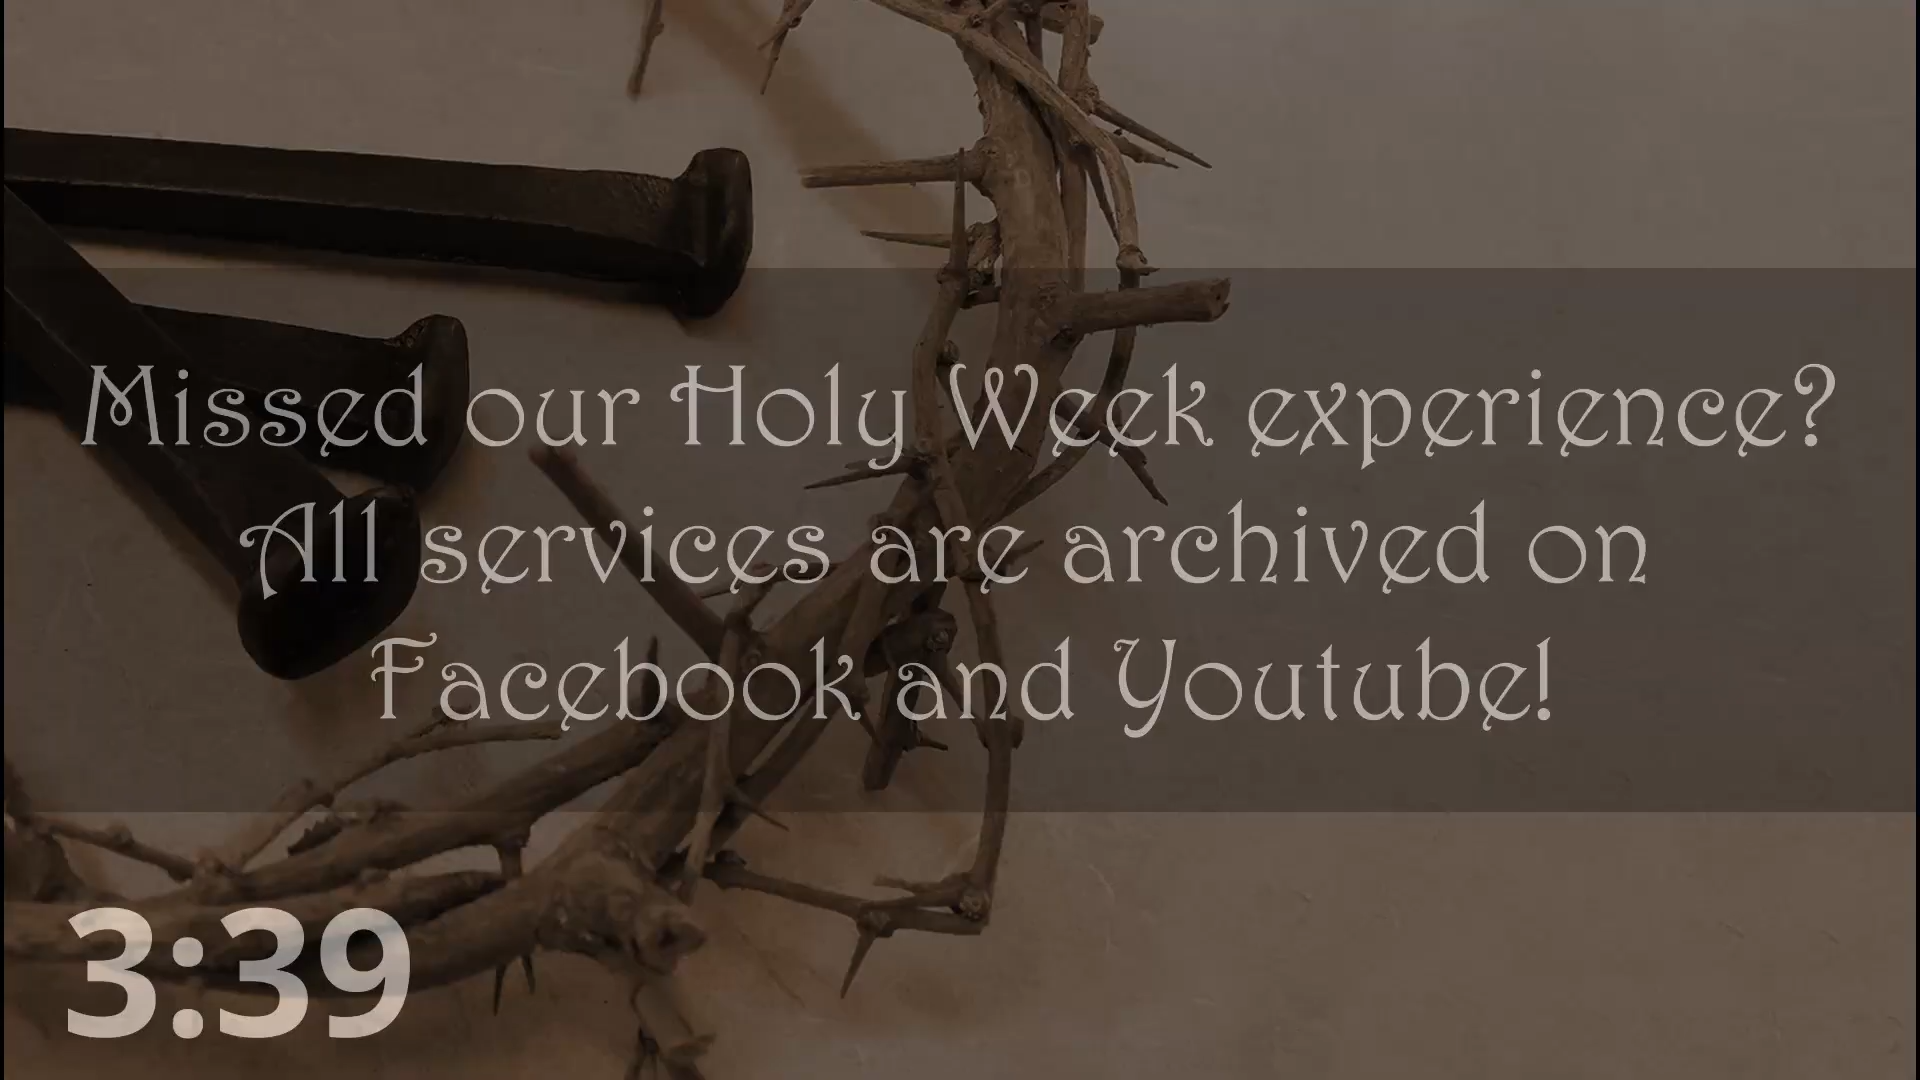 Missed our Holy Week experience?
All services are archived on
Facebook and Youtube!
3:39